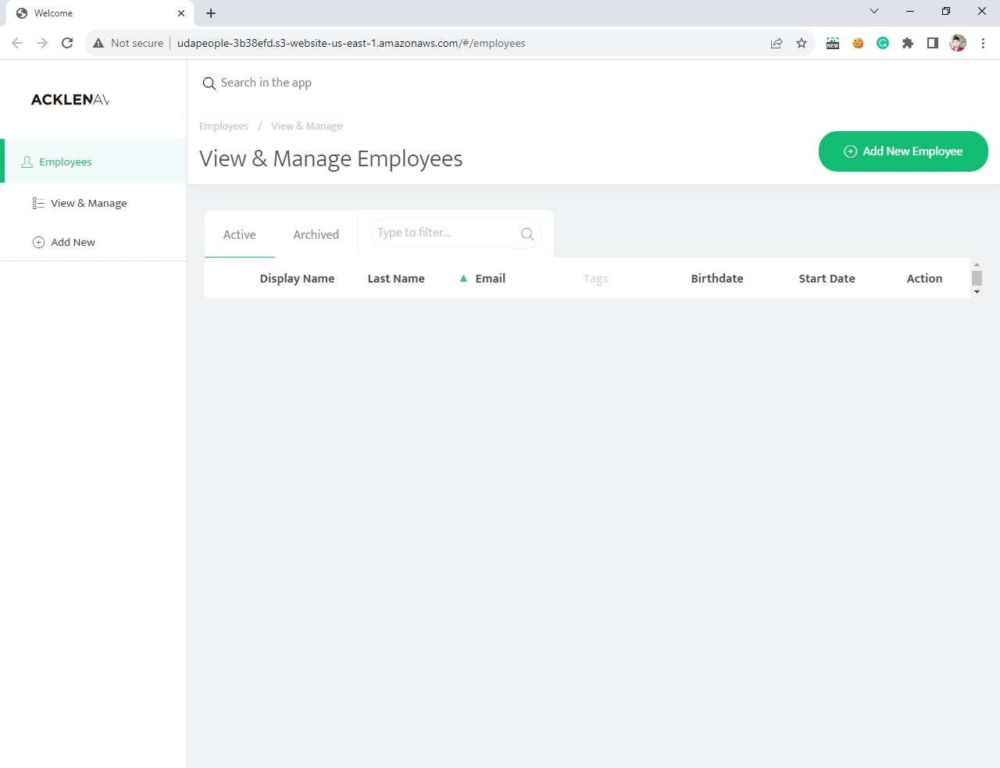 Welcome
Not secure
udapeople-3b38efd.s3-website-us-east-1.amazonaws.com/#/employees
NEW
ACKLENAV
Search in the app
Employees / View & Manage
View & Manage Employees
Add New Employee
Employees
View & Manage
Add New
Active
Archived
Type to filter...
Display Name
Last Name
▲ Email
Tags
Birthdate
Start Date
Action